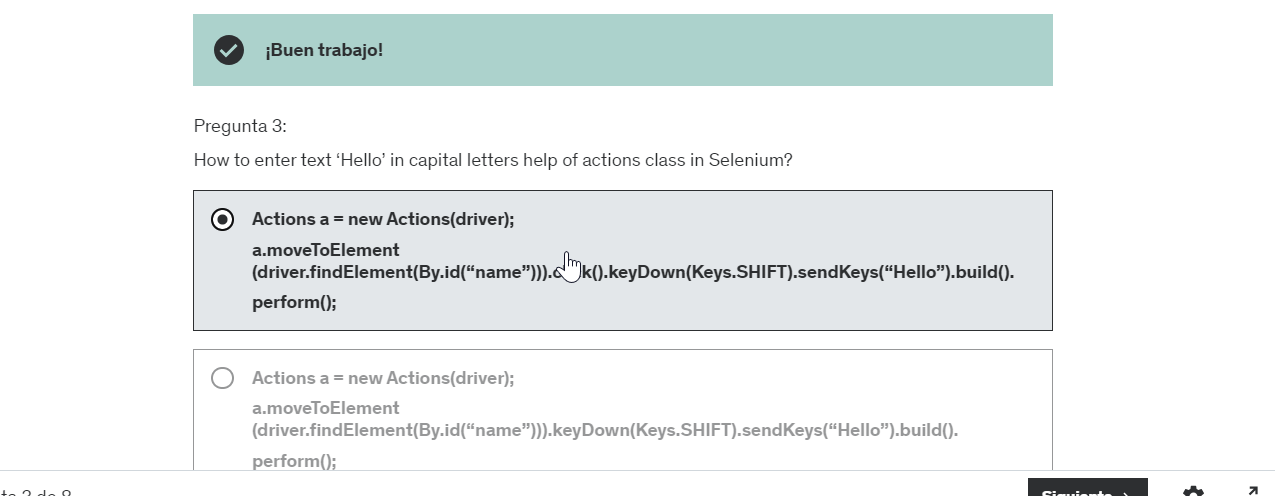 ¡Buen trabajo!
Pregunta 3:
How to enter text ‘Hello’ in capital letters help of actions class in Selenium?
Actions a = new Actions(driver);
a.moveToElement
(driver.findElement(By.id(“name”))).click().keyDown(Keys.SHIFT).sendKeys(“Hello”).build().
perform();
Actions a = new Actions(driver);
a.moveToElement
(driver.findElement(By.id(“name”))).keyDown(Keys.SHIFT).sendKeys(“Hello”).build().
perform();
Siguiente